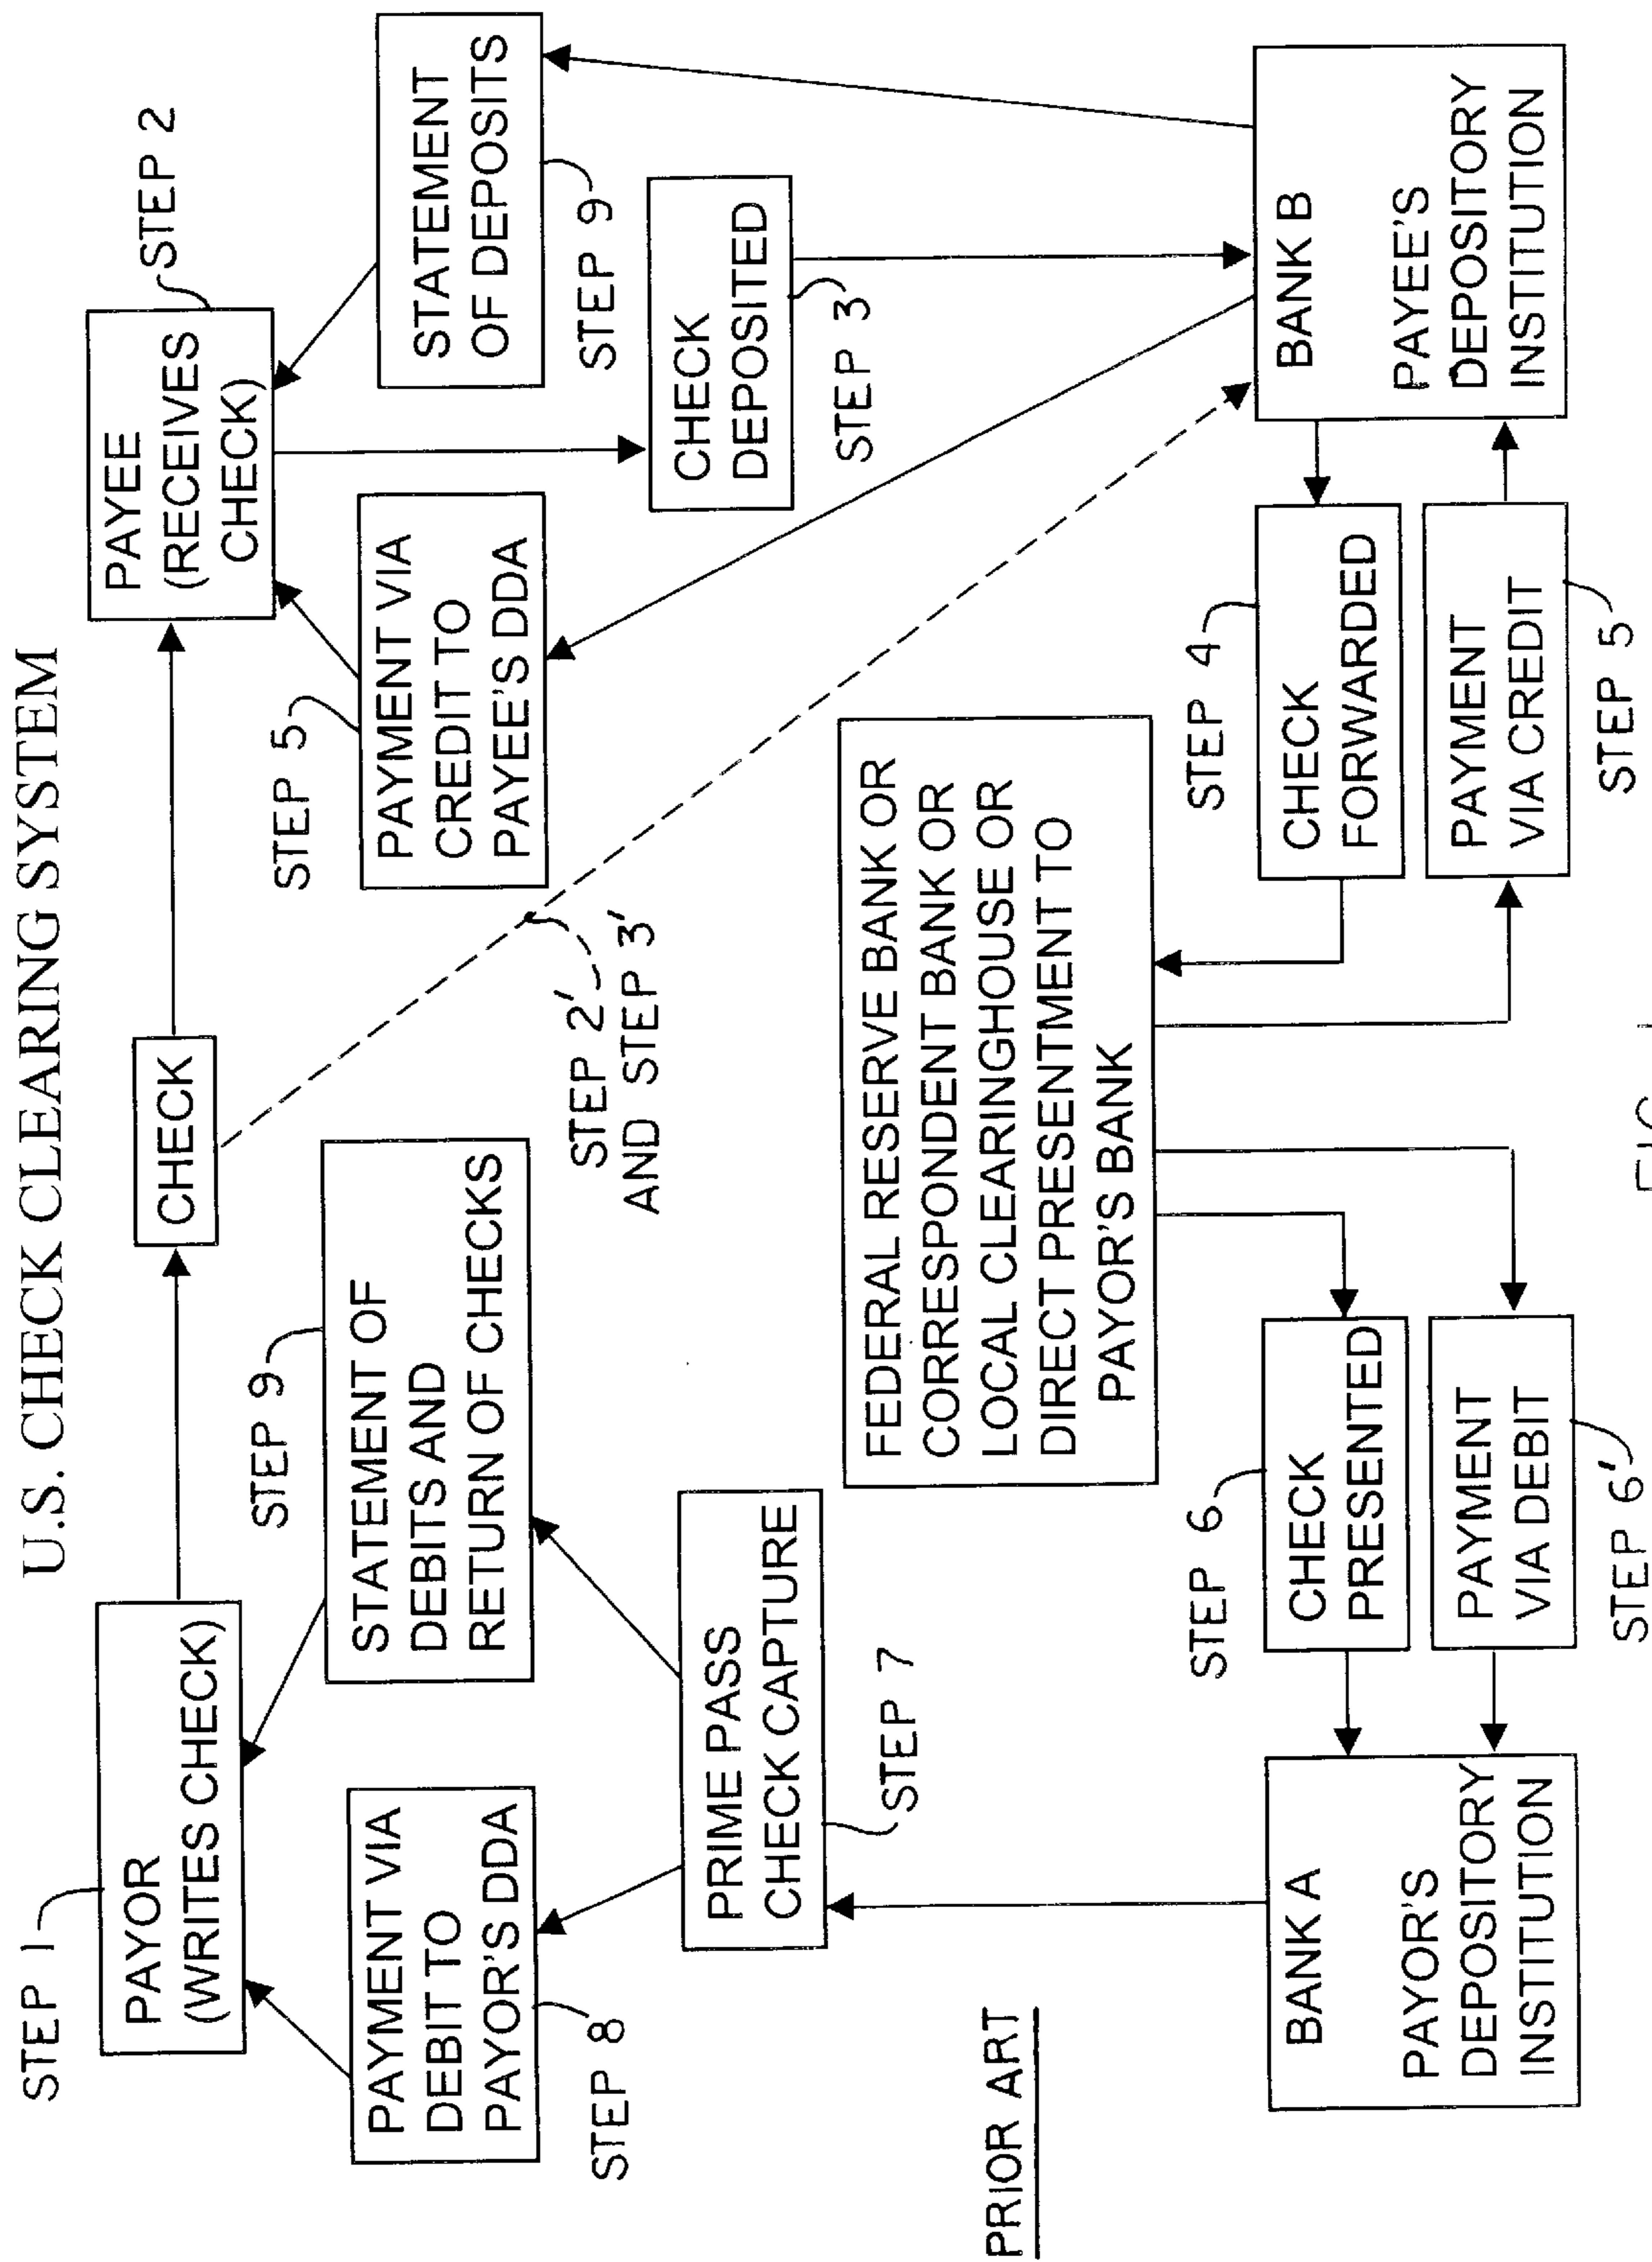 U.S. CHECK CLEARING SYSTEM
STEP 1
PAYOR
(WRITES CHECK)
CHECK
PAYEE
(RECEIVES
CHECK)
STEP 2
STEP 9
STATEMENT OF
DEBITS AND
RETURN OF CHECKS
PAYMENT VIA
DEBIT TO
PAYOR'S DDA
STEP 8
STEP 5
PAYMENT VIA
CREDIT TO
PAYEE'S DDA
STATEMENT
OF DEPOSITS
STEP 9
STEP 2'
AND STEP 3'
PRIME PASS
CHECK CAPTURE
STEP 7
CHECK
DEPOSITED
STEP 3
PRIOR ART
FEDERAL RESERVE BANK OR
CORRESPONDENT BANK OR
LOCAL CLEARINGHOUSE OR
DIRECT PRESENTMENT TO
PAYOR'S BANK
BANK A
PAYOR'S
DEPOSITORY
INSTITUTION
STEP 6
CHECK
PRESENTED
PAYMENT
VIA DEBIT
STEP 6'
STEP 4
CHECK
FORWARDED
PAYMENT
VIA CREDIT
STEP 5
BANK B
PAYEE'S
DEPOSITORY
INSTITUTION